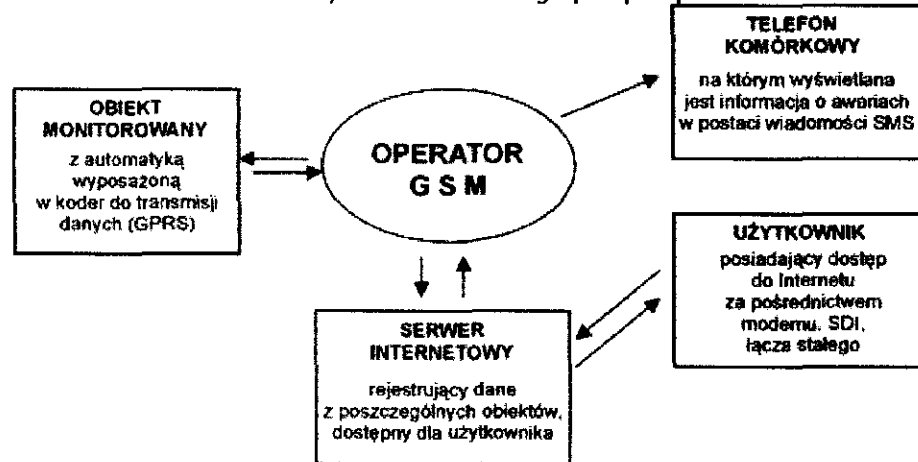 OBIEKT
MONITOROWANY
z automatyką
wyposażoną
w koder do transmisji
danych (GPRS)
OPERATOR
G S M
TELEFON
KOMÓRKOWY
na którym wyświetlana
jest informacja o awariach
w postaci wiadomości SMS
UŻYTKOWNIK
posiadający dostęp
do Internetu
za pośrednictwem
modemu, SDI,
łącza stałego
SERWER
INTERNETOWY
rejestrujący dane
z poszczególnych obiektów,
dostępny dla użytkownika